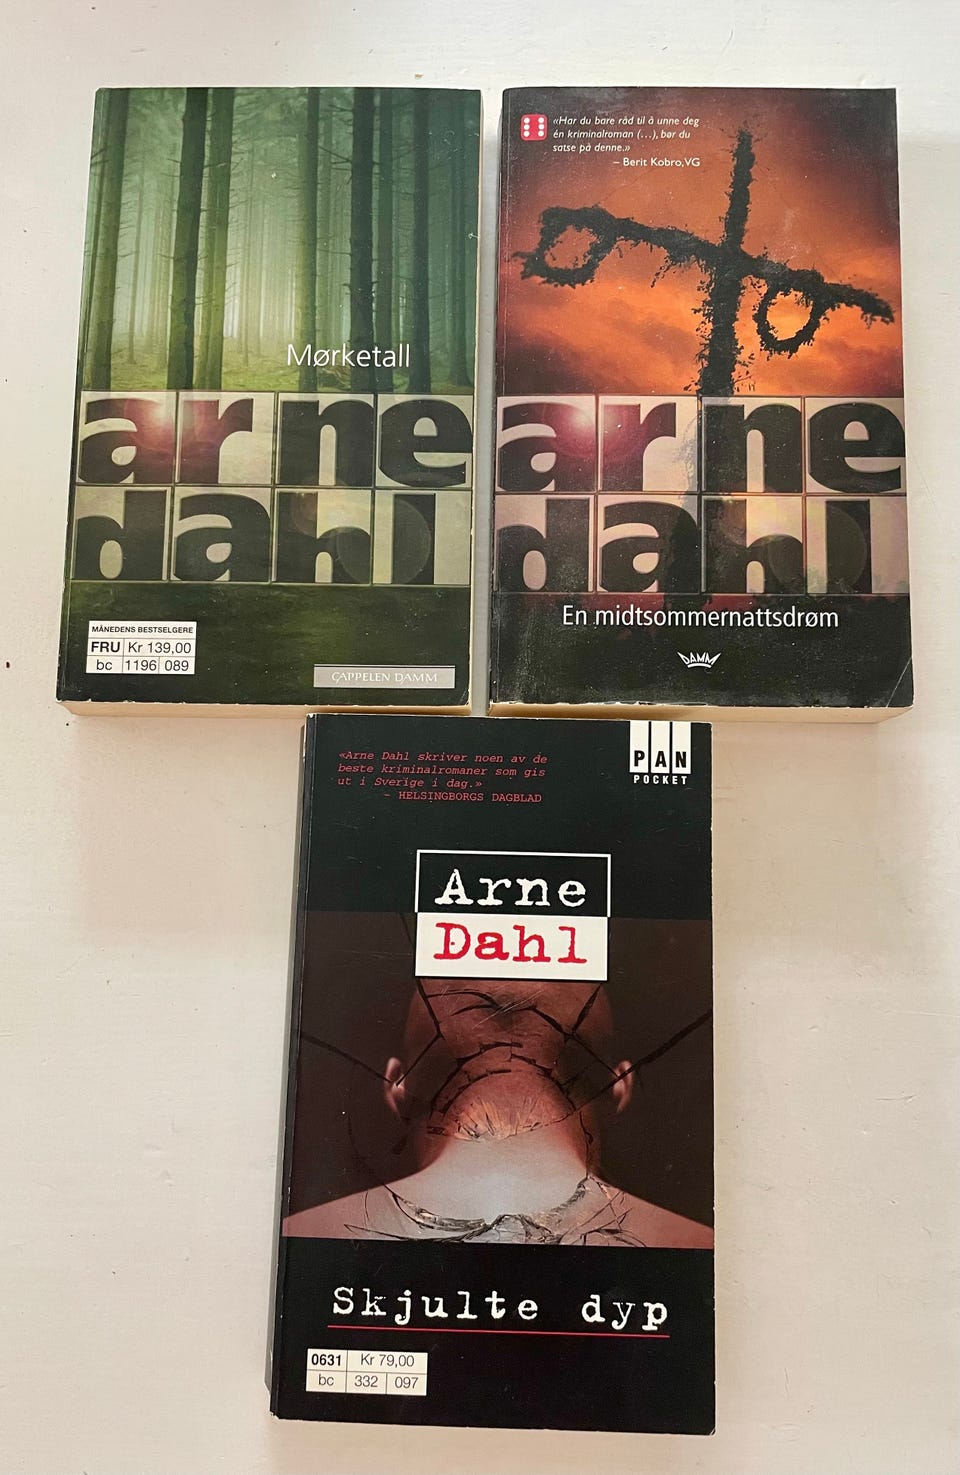 Mørketall
arne
dahl
MÅNEDENS BESTSELGERE
FRU Kr 139,00
bc 1196 089
CAPPELEN DAMM
«Har du bare råd til å unne deg
én kriminalroman (...), bør du
satse på denne.»
– Berit Kobro, VG
arne
dahl
En midtsommernattsdrøm
DAMM
«Arne Dahl skriver noen av de
beste kriminalromaner som gis
ut i Sverige i dag.»
- HELSINGBORGS DAGBLAD
PAN
POCKET
Arne
Dahl
Skjulte dyp
0631 Kr 79,00
bc 332 097